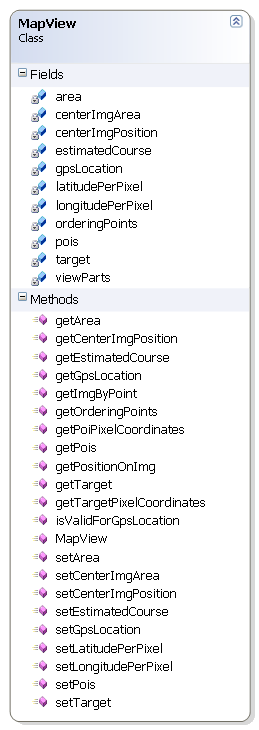 MapView
Class
Fields
area
centerImgArea
centerImgPosition
estimatedCourse
gpsLocation
latitudePerPixel
longitudePerPixel
orderingPoints
pois
target
viewParts
Methods
getArea
getCenterImgPosition
getEstimatedCourse
getGpsLocation
getImgByPoint
getOrderingPoints
getPoiPixelCoordinates
getPois
getPositionOnImg
getTarget
getTargetPixelCoordinates
isValidForGpsLocation
MapView
setArea
setCenterImgArea
setCenterImgPosition
setEstimatedCourse
setGpsLocation
setLatitudePerPixel
setLongitudePerPixel
setPois
setTarget